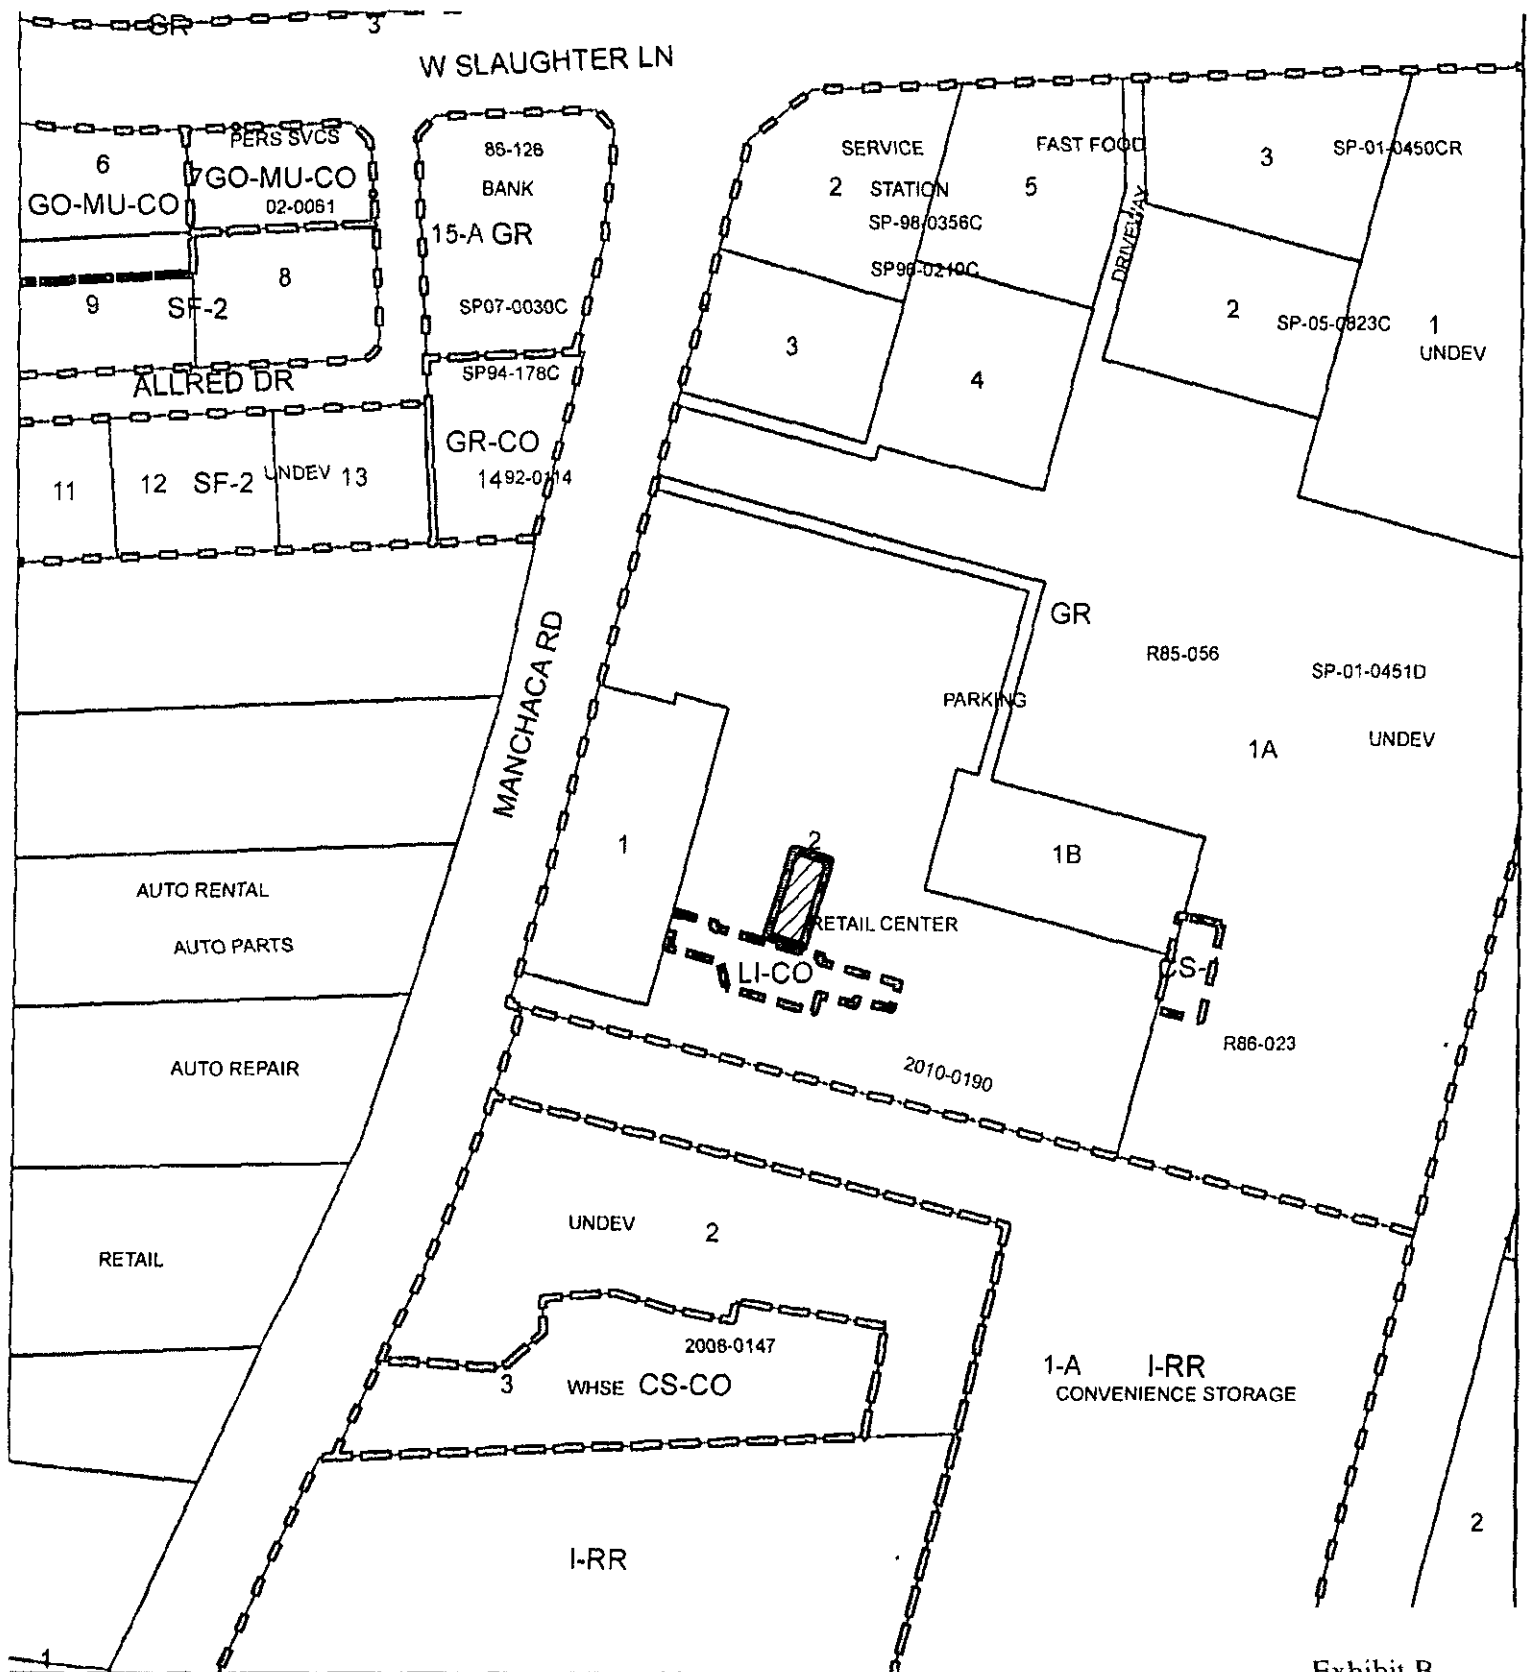 GR
3
W SLAUGHTER LN
6
GO-MU-CO
PERS SVCS
7 GO-MU-CO
02-0061
86-128
BANK
15-A GR
SP07-0030C
9
SF-2
8
ALLRED DR
SP94-178C
GR-CO
14 92-0114
11
12
SF-2
UNDEV
13
SERVICE
2
STATION
SP-98-0356C
SP96-0210C
5
FAST FOOD
DRIVEWAY
3
SP-01-0450CR
3
4
2
SP-05-0823C
1
UNDEV
MANCHACA RD
GR
R85-056
SP-01-0451D
PARKING
1A
UNDEV
1
2
1B
RETAIL CENTER
LI-CO
R86-023
2010-0190
AUTO RENTAL
AUTO PARTS
AUTO REPAIR
RETAIL
UNDEV
2
2008-0147
3
WHSE
CS-CO
1-A
I-RR
CONVENIENCE STORAGE
I-RR
2
1
Exhibit B